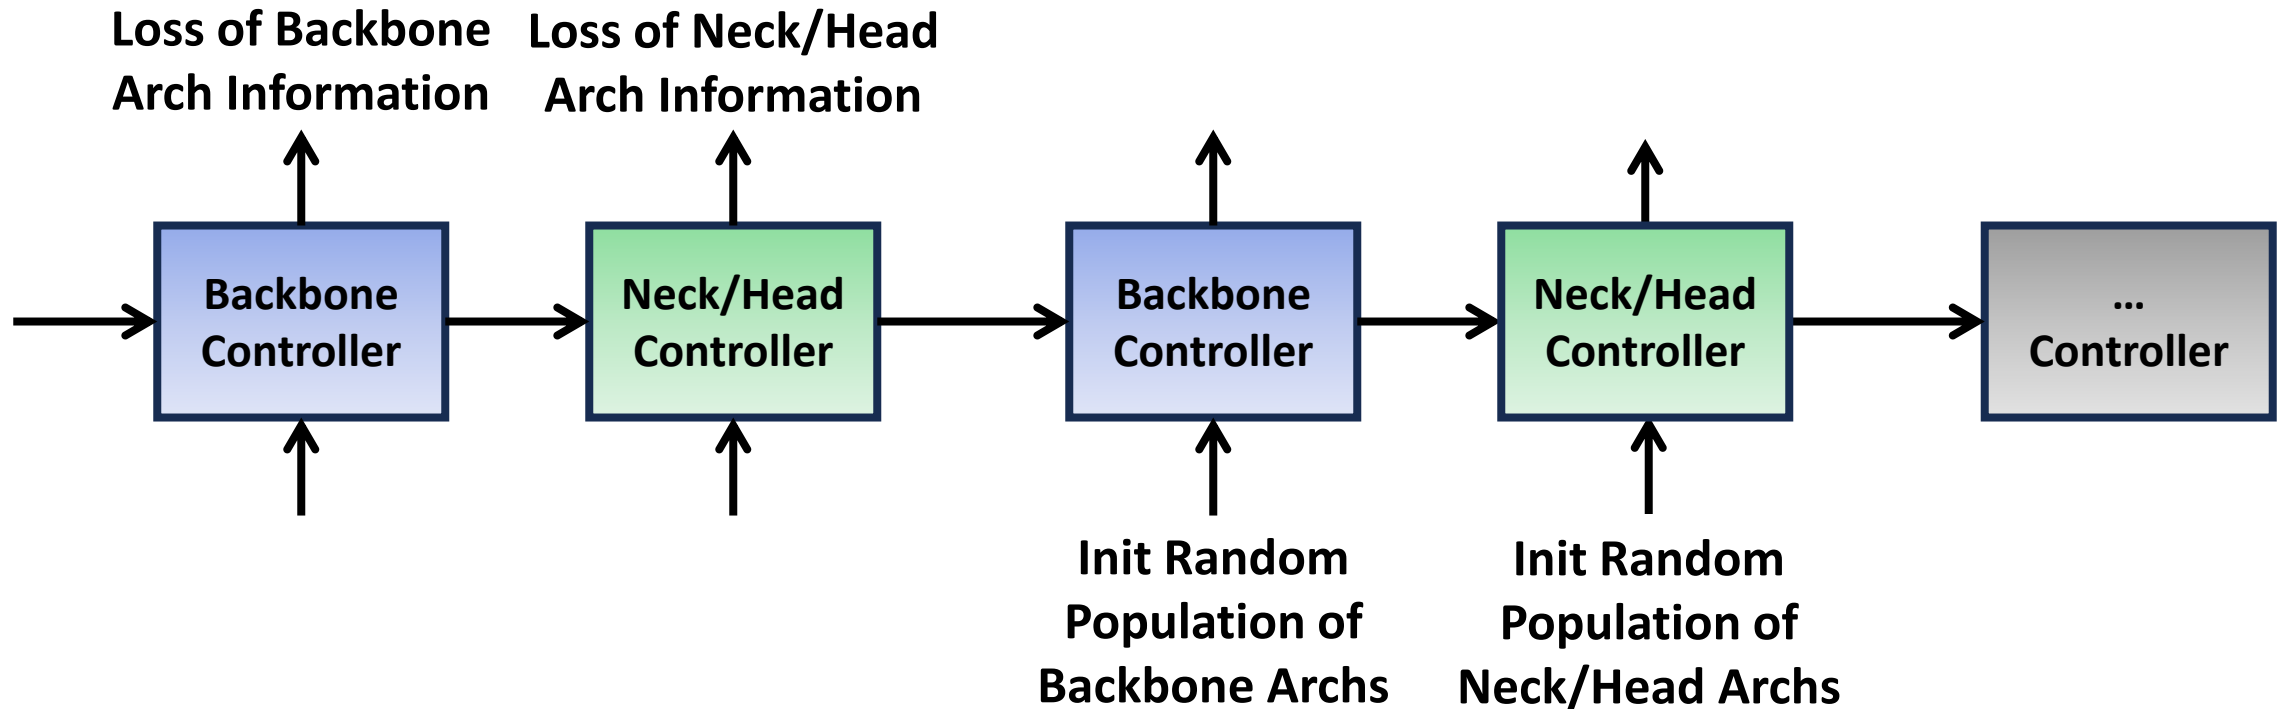 Loss of Backbone
Arch Information
Loss of Neck/Head
Arch Information
Backbone
Controller
Neck/Head
Controller
Backbone
Controller
Neck/Head
Controller
...
Controller
Init Random
Population of
Backbone Archs
Init Random
Population of
Neck/Head Archs